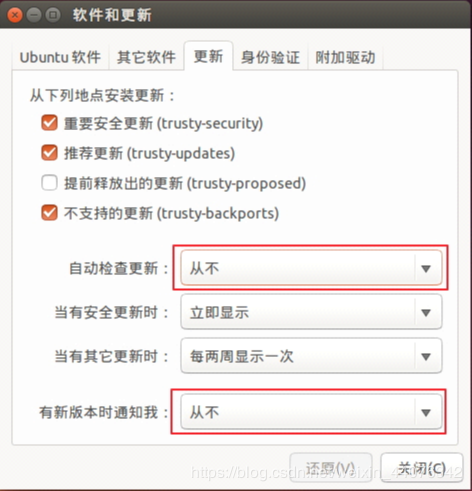 软件和更新
Ubuntu 软件 其它软件 更新 身份验证 附加驱动
从下列地点安装更新：
重要安全更新 (trusty-security)
推荐更新 (trusty-updates)
提前释放出的更新 (trusty-proposed)
不支持的更新 (trusty-backports)
自动检查更新： 从不
当有安全更新时： 立即显示
当有其它更新时： 每两周显示一次
有新版本时通知我： 从不
还原(V) 关闭(C)